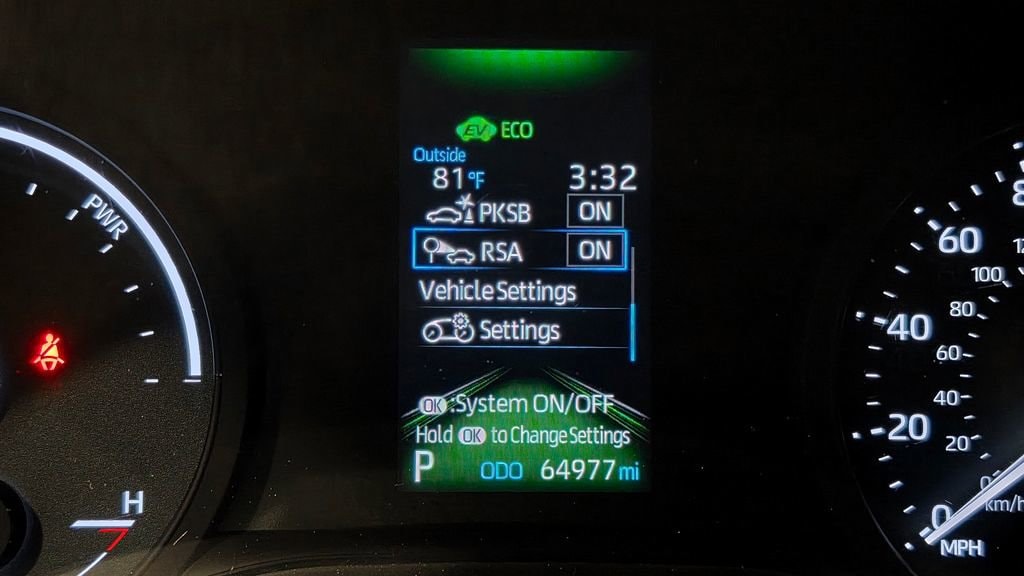 EV ECO
Outside
81 °F 3:32
PKSB ON
RSA ON
Vehicle Settings
Settings
OK :System ON/OFF
Hold OK to Change Settings
P ODO 64977 mi
PWR
H
60
100
80
40
60
40
20
20
0
0
km/h
MPH